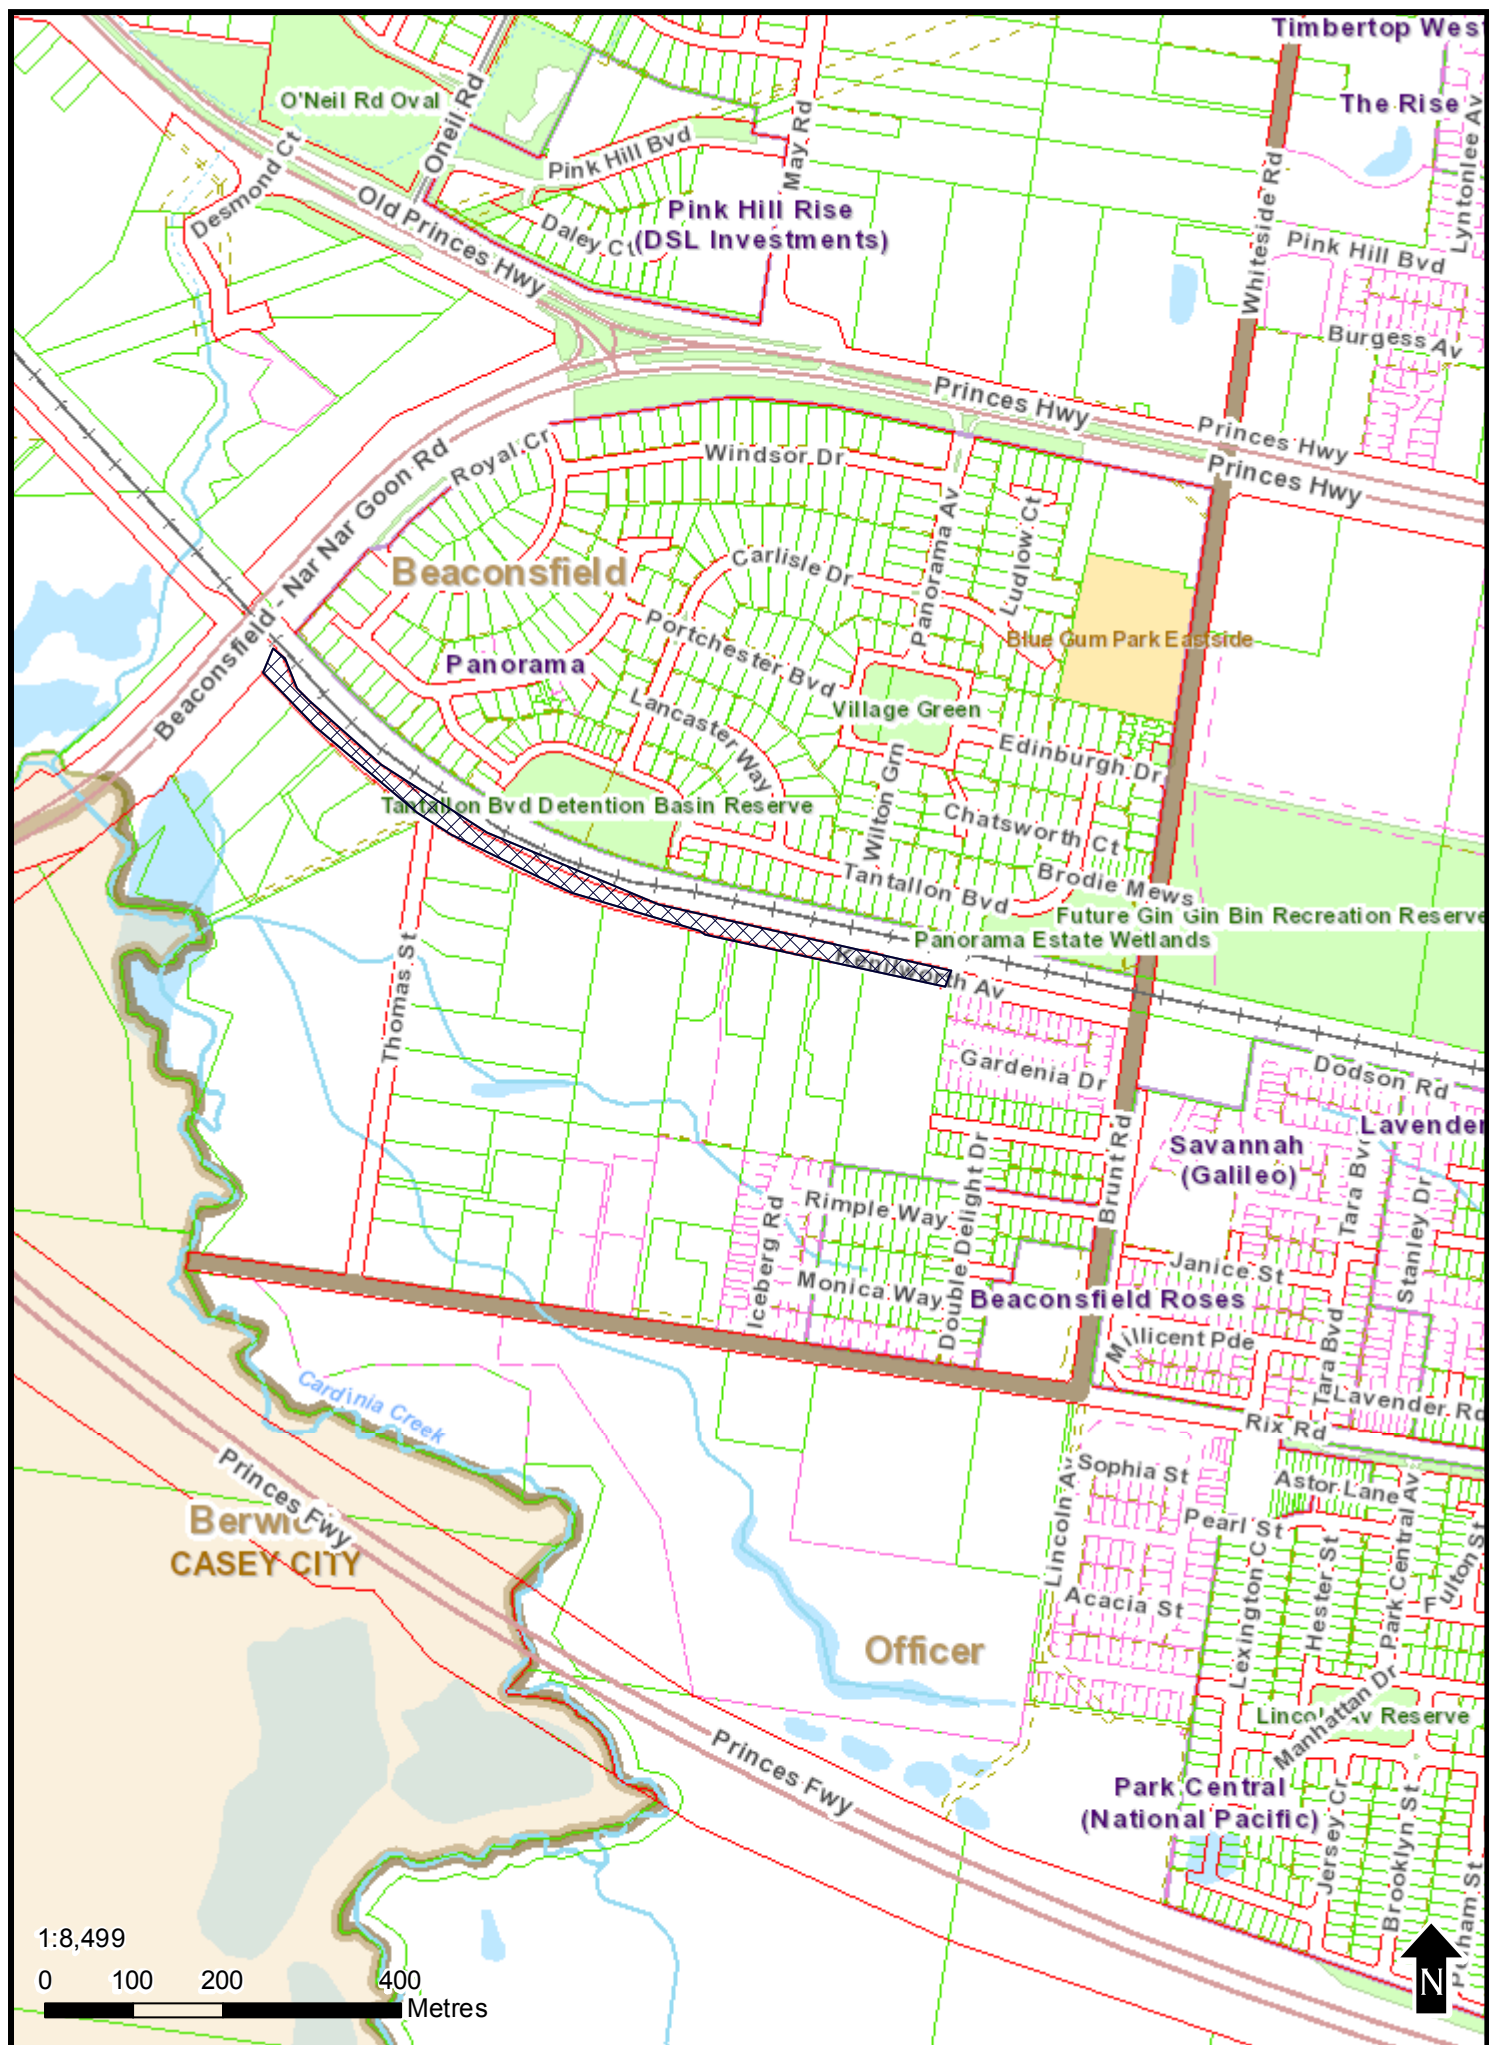 Timbertop West
O'Neil Rd Oval
Oneil Rd
The Rise
Lyntonlee Av
Desmond Ct
Pink Hill Bvd
May Rd
Whiteside Rd
Old Princes Hwy
Daley Ct
Pink Hill Rise
(DSL Investments)
Pink Hill Bvd
Burgess Av
Princes Hwy
Princes Hwy
Princes Hwy
Beaconsfield - Nar Nar Goon Rd
Royal Cr
Windsor Dr
Panorama Av
Ludlow Ct
Beaconsfield
Carlisle Dr
Portchester Bvd
Blue Gum Park Eastside
Panorama
Lancaster Way
Village Green
Edinburgh Dr
Wilton Grn
Tantallon Bvd Detention Basin Reserve
Chatsworth Ct
Tantallon Bvd
Brodie Mews
Future Gin Gin Bin Recreation Reserve
Panorama Estate Wetlands
Kenilworth Av
Thomas St
Gardenia Dr
Dodson Rd
Brunt Rd
Savannah
(Galileo)
Lavender
Tara Bvd
Stanley Dr
Iceberg Rd
Rimple Way
Double Delight Dr
Janice St
Monica Way
Beaconsfield Roses
Millicent Pde
Tara Bvd
Lavender Rd
Cardinia Creek
Rix Rd
Princes Fwy
Sophia St
Astor Lane
Lincoln Av
Pearl St
Lexington Ct
Hester St
Park Central Av
Fulton St
Berwic
CASEY CITY
Acacia St
Officer
Manhattan Dr
Lincoln Av Reserve
Princes Fwy
Park Central
(National Pacific)
Jersey Cr
Brooklyn St
1:8,499
0 100 200 400
Metres
N